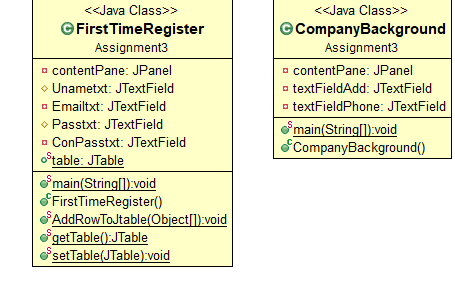 <<Java Class>>
FirstTimeRegister
Assignment3
contentPane: JPanel
Unametxt: JTextField
Emailtxt: JTextField
Passtxt: JTextField
ConPasstxt: JTextField
S table: JTable
S main(String[]):void
C FirstTimeRegister()
S AddRowToJtable(Object[]):void
S getTable():JTable
S setTable(JTable):void
<<Java Class>>
CompanyBackground
Assignment3
contentPane: JPanel
textFieldAdd: JTextField
textFieldPhone: JTextField
S main(String[]):void
C CompanyBackground()